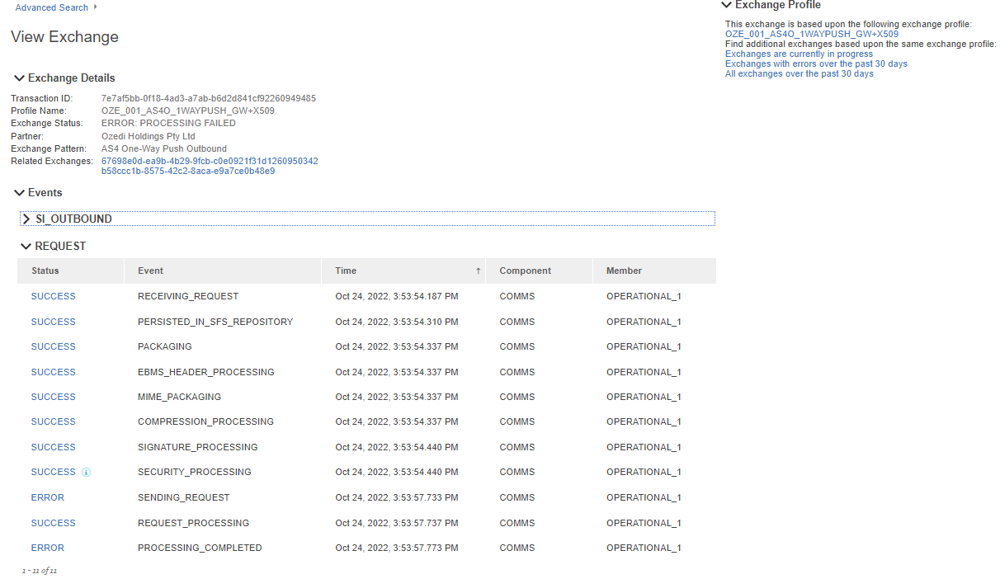 Advanced Search
View Exchange
Exchange Details
Transaction ID: 7e7af5bb-0f18-4ad3-a7ab-b6d2d841cf92260949485
Profile Name: OZE_001_AS4O_1WAYPUSH_GW+X509
Exchange Status: ERROR: PROCESSING FAILED
Partner: Ozedi Holdings Pty Ltd
Exchange Pattern: AS4 One-Way Push Outbound
Related Exchanges: 67698e0d-ea9b-4b29-9fcb-c0e0921f31d1260950342
b58ccc1b-8575-42c2-8aca-e9a7ce0b48e9
Events
SI_OUTBOUND
REQUEST
Status Event Time ↑ Component Member
SUCCESS RECEIVING_REQUEST Oct 24, 2022, 3:53:54.187 PM COMMS OPERATIONAL_1
SUCCESS PERSISTED_IN_SFS_REPOSITORY Oct 24, 2022, 3:53:54.310 PM COMMS OPERATIONAL_1
SUCCESS PACKAGING Oct 24, 2022, 3:53:54.337 PM COMMS OPERATIONAL_1
SUCCESS EBMS_HEADER_PROCESSING Oct 24, 2022, 3:53:54.337 PM COMMS OPERATIONAL_1
SUCCESS MIME_PACKAGING Oct 24, 2022, 3:53:54.337 PM COMMS OPERATIONAL_1
SUCCESS COMPRESSION_PROCESSING Oct 24, 2022, 3:53:54.337 PM COMMS OPERATIONAL_1
SUCCESS SIGNATURE_PROCESSING Oct 24, 2022, 3:53:54.440 PM COMMS OPERATIONAL_1
SUCCESS SECURITY_PROCESSING Oct 24, 2022, 3:53:54.440 PM COMMS OPERATIONAL_1
ERROR SENDING_REQUEST Oct 24, 2022, 3:53:57.733 PM COMMS OPERATIONAL_1
SUCCESS REQUEST_PROCESSING Oct 24, 2022, 3:53:57.737 PM COMMS OPERATIONAL_1
ERROR PROCESSING_COMPLETED Oct 24, 2022, 3:53:57.773 PM COMMS OPERATIONAL_1
1 - 11 of 11
Exchange Profile
This exchange is based upon the following exchange profile:
OZE_001_AS4O_1WAYPUSH_GW+X509
Find additional exchanges based upon the same exchange profile:
Exchanges are currently in progress
Exchanges with errors over the past 30 days
All exchanges over the past 30 days